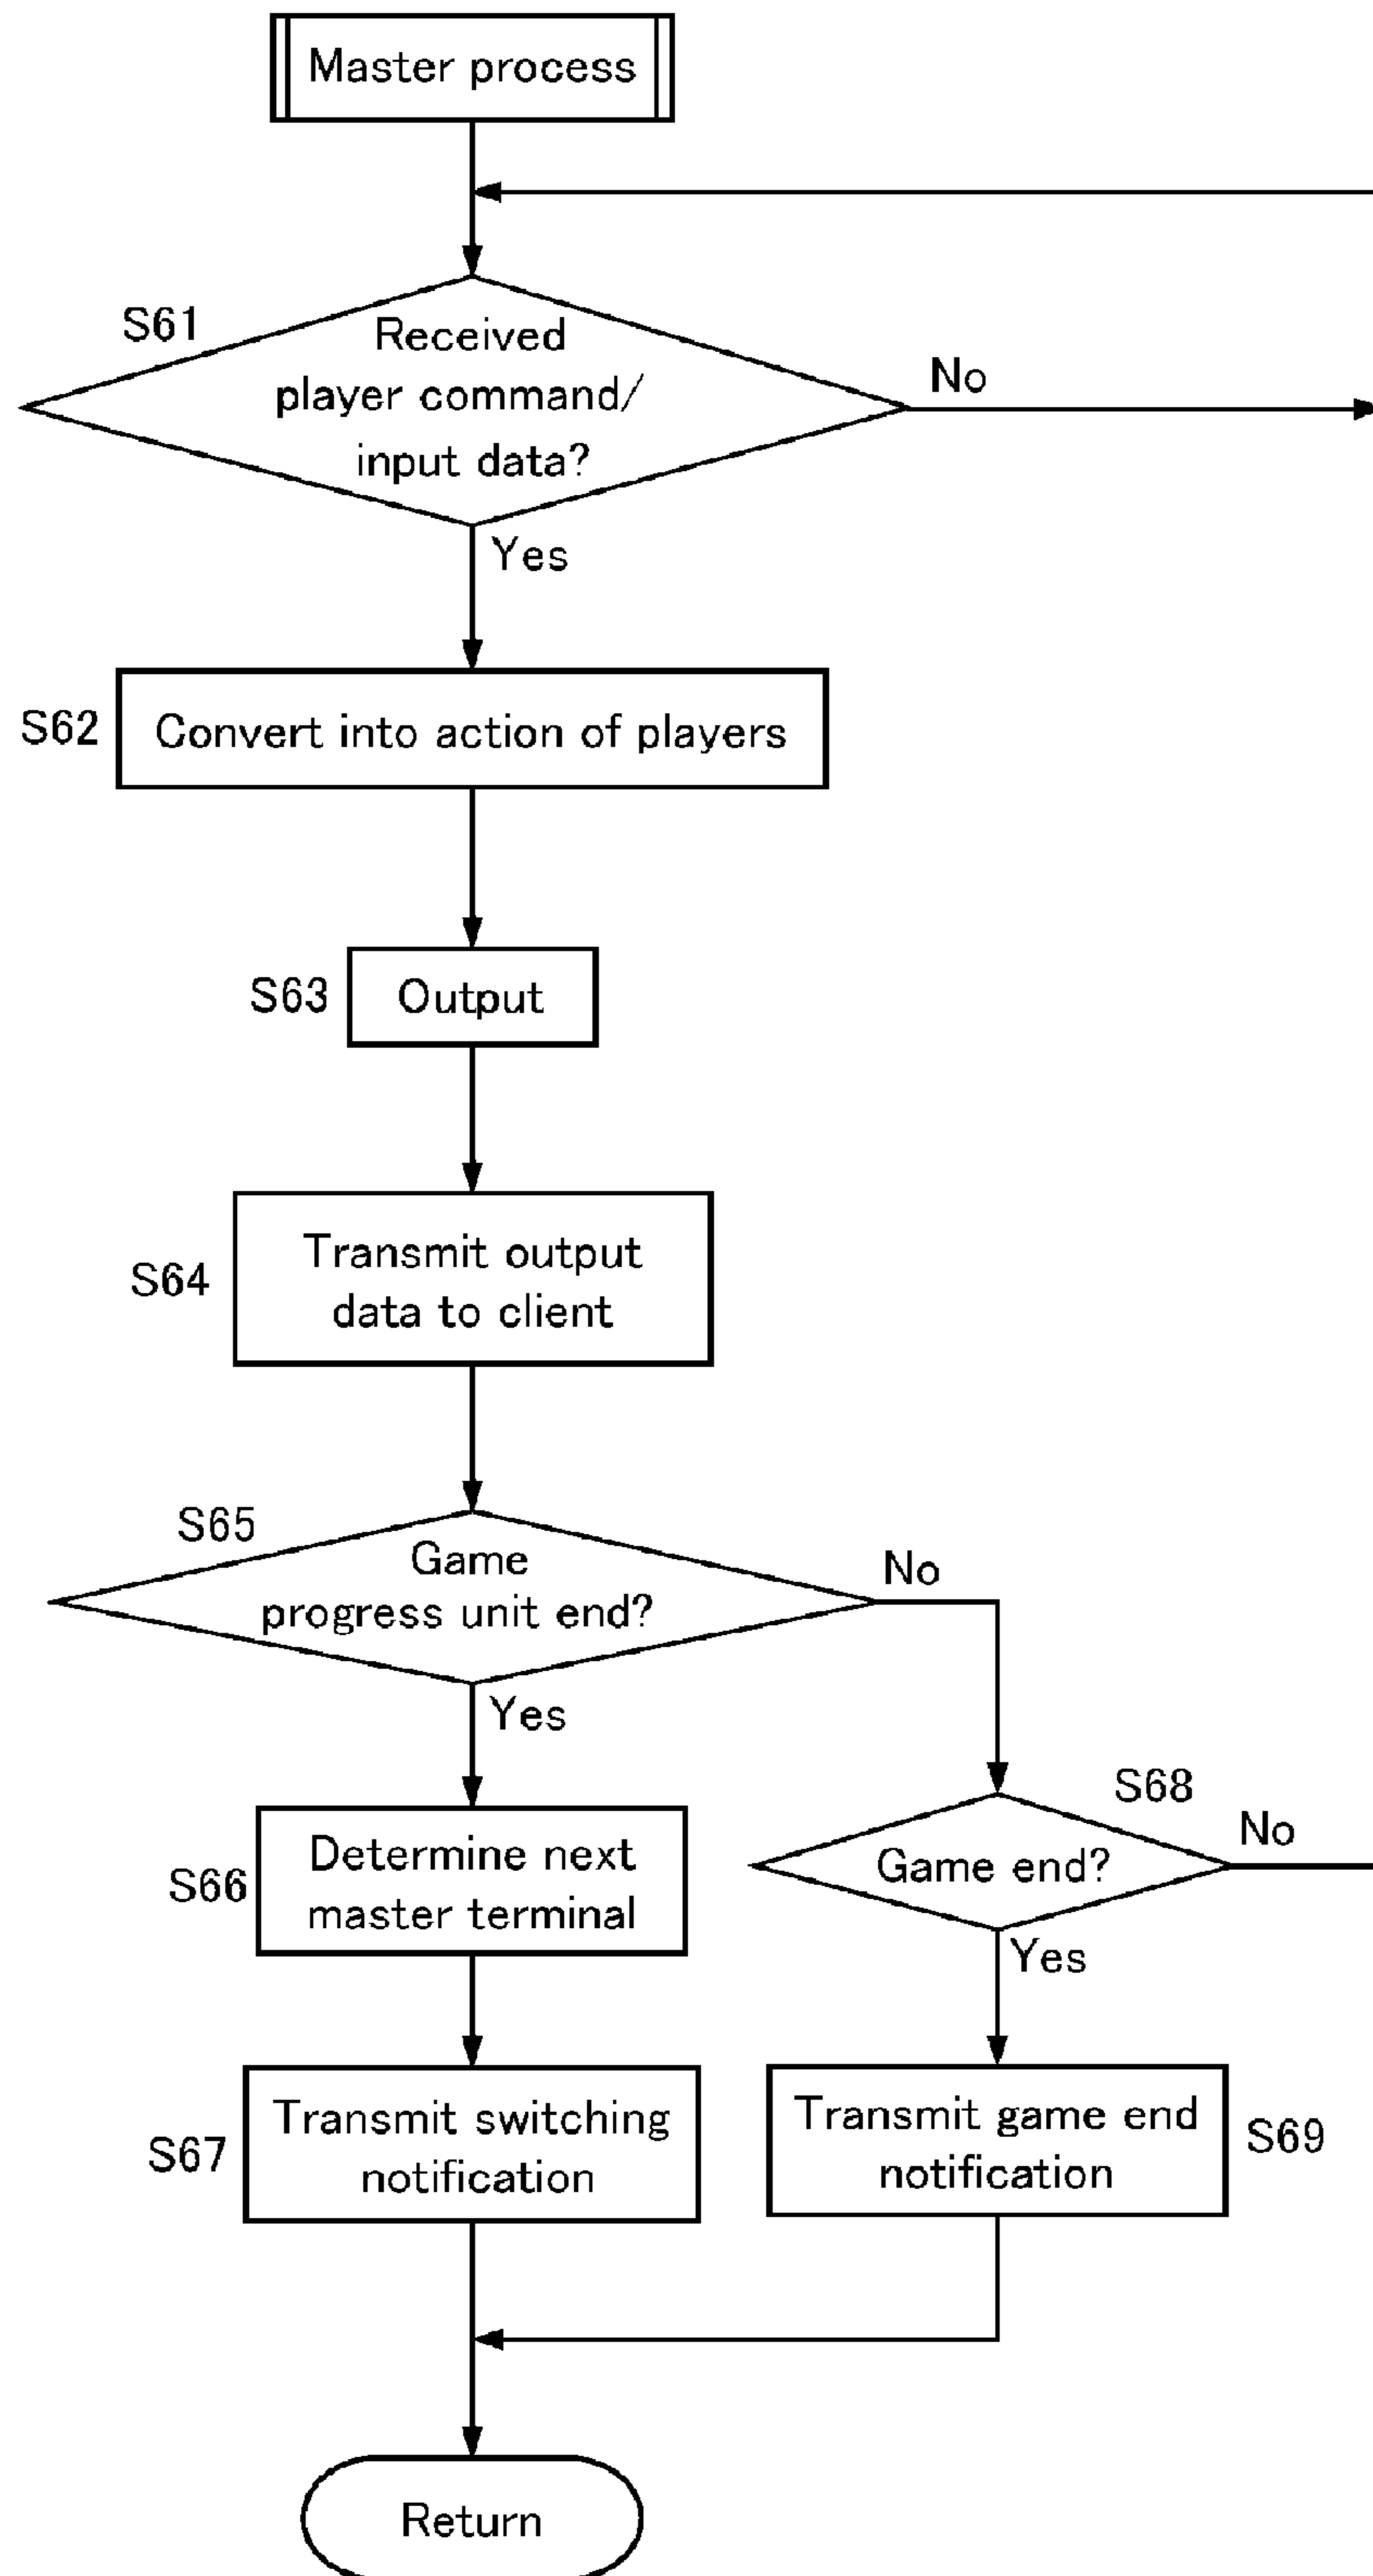 Master process
S61
Received
player command/
input data?
No
Yes
S62
Convert into action of players
S63
Output
S64
Transmit output
data to client
S65
Game
progress unit end?
No
Yes
S66
Determine next
master terminal
S68
Game end?
No
Yes
S67
Transmit switching
notification
Transmit game end
notification
S69
Return